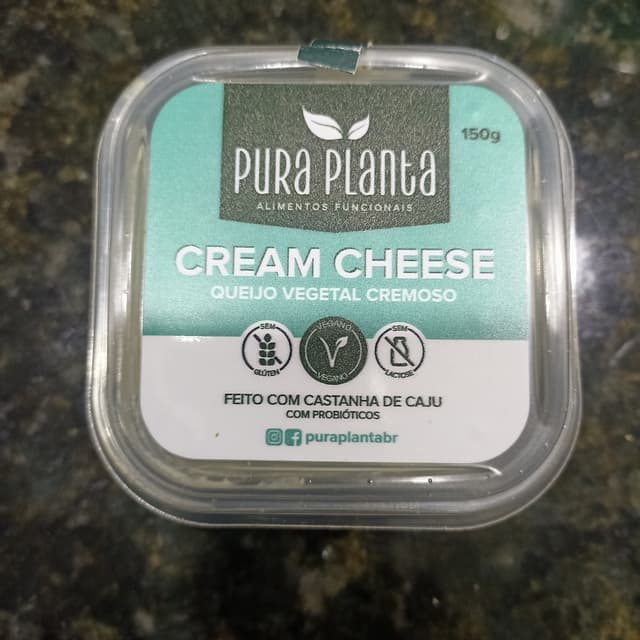 150g
PURA PLANTA
ALIMENTOS FUNCIONAIS
CREAM CHEESE
QUEIJO VEGETAL CREMOSO
SEM GLÚTEN
VEGANO
V
VEGANO
SEM LACTOSE
FEITO COM CASTANHA DE CAJU
COM PROBIÓTICOS
puraplantabr